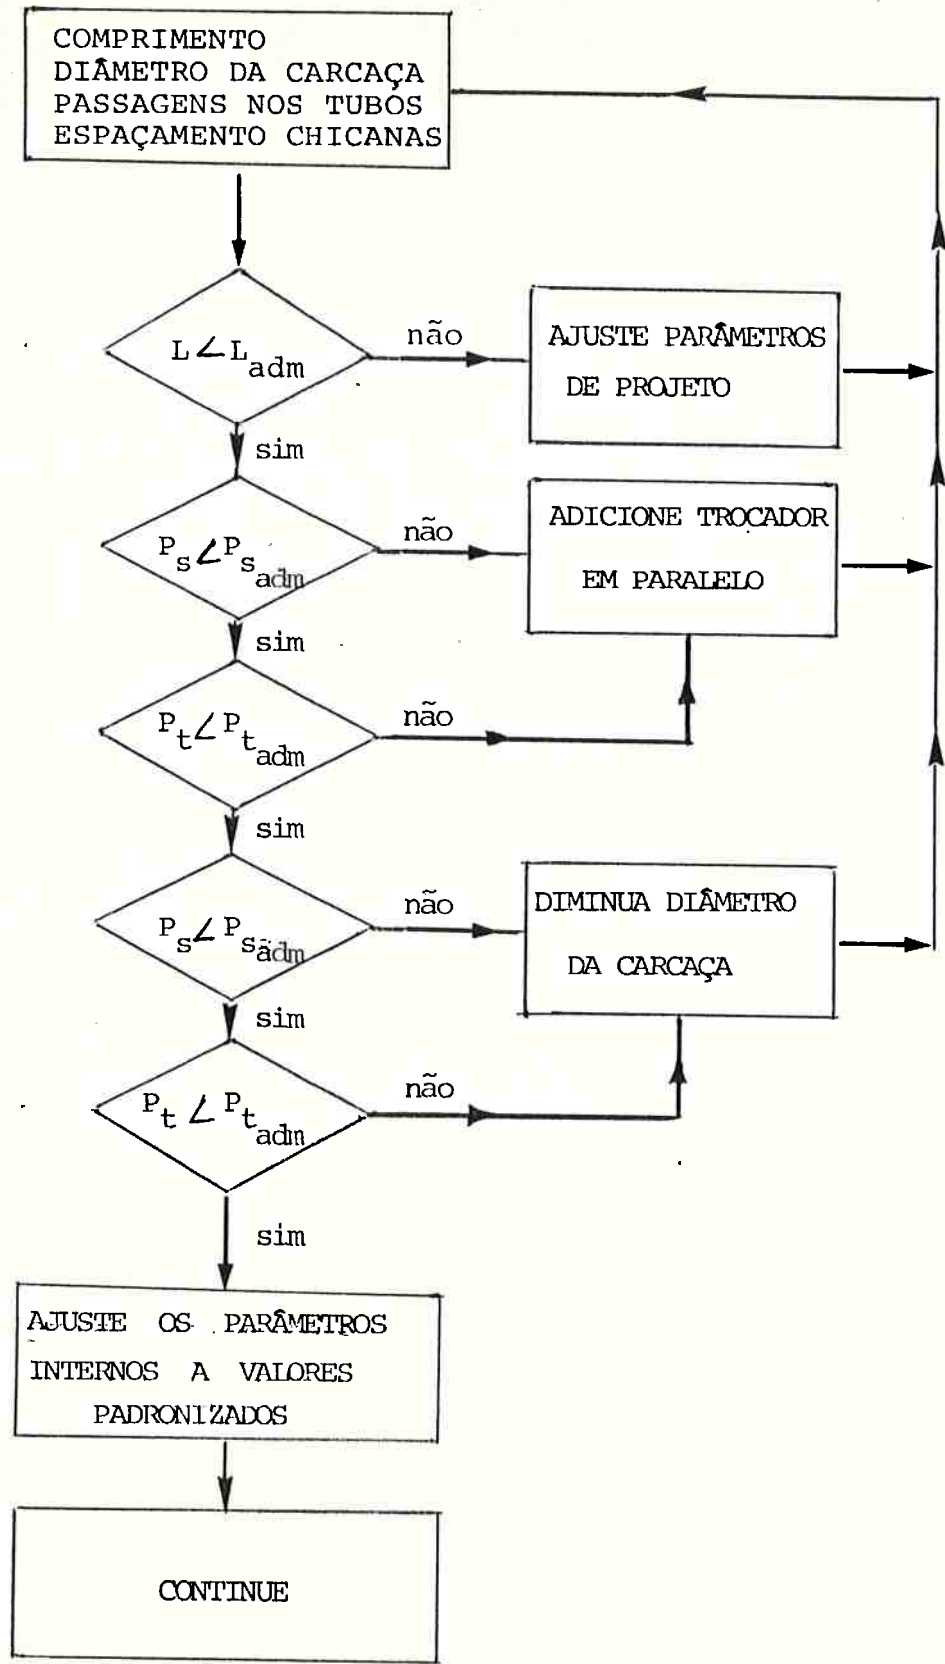 COMPRIMENTO
DIÂMETRO DA CARCAÇA
PASSAGENS NOS TUBOS
ESPAÇAMENTO CHICANAS
L∠L adm
não
AJUSTE PARÂMETROS
DE PROJETO
sim
P s ∠ P s adm
não
ADICIONE TROCADOR
EM PARALELO
sim
P t ∠ P t adm
não
sim
P s ∠ P s adm
não
DIMINUA DIÂMETRO
DA CARCAÇA
sim
P t ∠ P t adm
não
sim
AJUSTE OS PARÂMETROS
INTERNOS A VALORES
PADRONIZADOS
CONTINUE